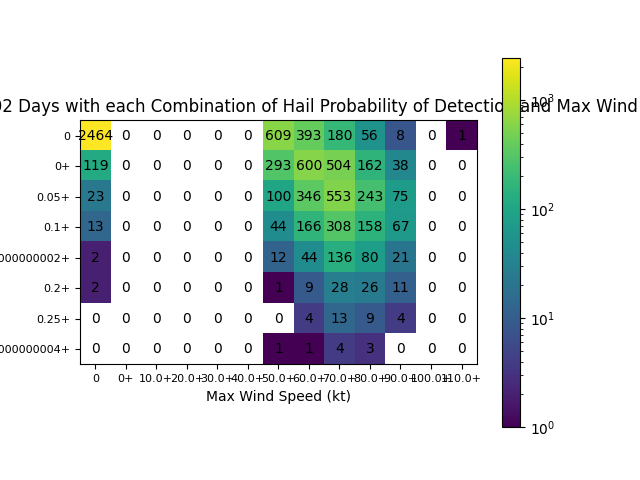 02 Days with each Combination of Hail Probability of Detection and Max Wind
0 2464 0 0 0 0 0 609 393 180 56 8 0 1
0+ 119 0 0 0 0 0 293 600 504 162 38 0 0
0.05+ 23 0 0 0 0 0 100 346 553 243 75 0 0
0.1+ 13 0 0 0 0 0 44 166 308 158 67 0 0
000000002+ 2 0 0 0 0 0 12 44 136 80 21 0 0
0.2+ 2 0 0 0 0 0 1 9 28 26 11 0 0
0.25+ 0 0 0 0 0 0 0 4 13 9 4 0 0
000000004+ 0 0 0 0 0 0 1 1 4 3 0 0 0
0 0+ 10.0+ 20.0+ 30.0+ 40.0+ 50.0+ 60.0+ 70.0+ 80.0+ 90.0+ 100.0+ 110.0+
Max Wind Speed (kt)
10³
10²
10¹
10⁰